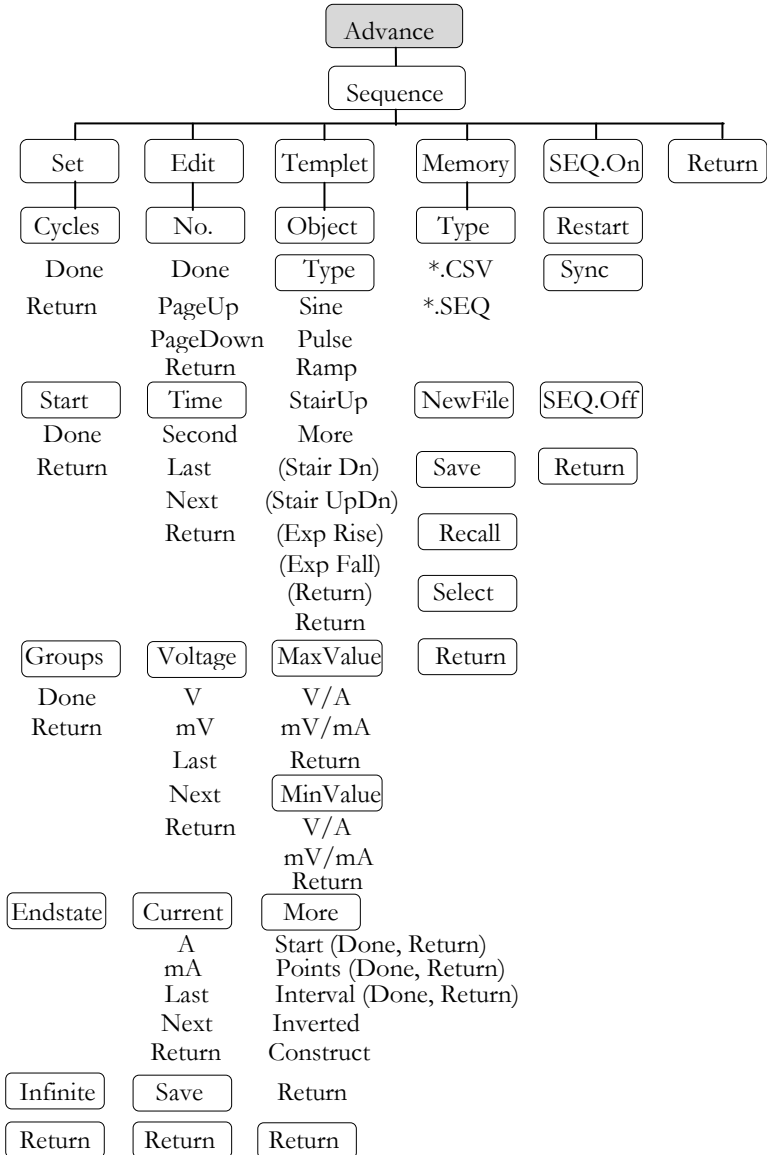 Advance
Sequence
Set Edit Templet Memory SEQ.On Return
Cycles No. Object Type Restart
Done Done Type *.CSV Sync
Return PageUp Sine *.SEQ
PageDown Pulse
Return Ramp
Start Time StairUp NewFile SEQ.Off
Done Second More
Return Last (Stair Dn) Save Return
Next (Stair UpDn)
Return (Exp Rise) Recall
(Exp Fall)
(Return) Select
Return
Groups Voltage MaxValue Return
Done V V/A
Return mV mV/mA
Last Return
Next MinValue
Return V/A
mV/mA
Return
Endstate Current More
A Start (Done, Return)
mA Points (Done, Return)
Last Interval (Done, Return)
Next Inverted
Return Construct
Infinite Save Return
Return Return Return